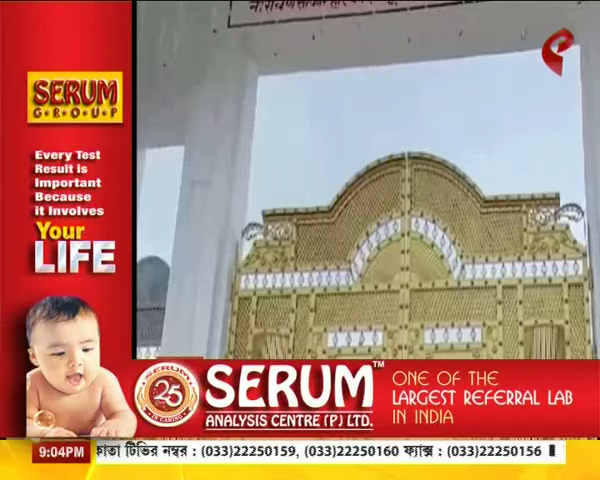 SERUM
G·R·O·U·P
Every Test
Result is
Important
Because
it Involves
Your
LIFE
SERUM
25
SERUM™
ANALYSIS CENTRE (P) LTD.
ONE OF THE
LARGEST REFERRAL LAB
IN INDIA
9:04PM
কাতা টিভির নম্বর : (033)22250159, (033)22250160 ফ্যাক্স : (033)22250156